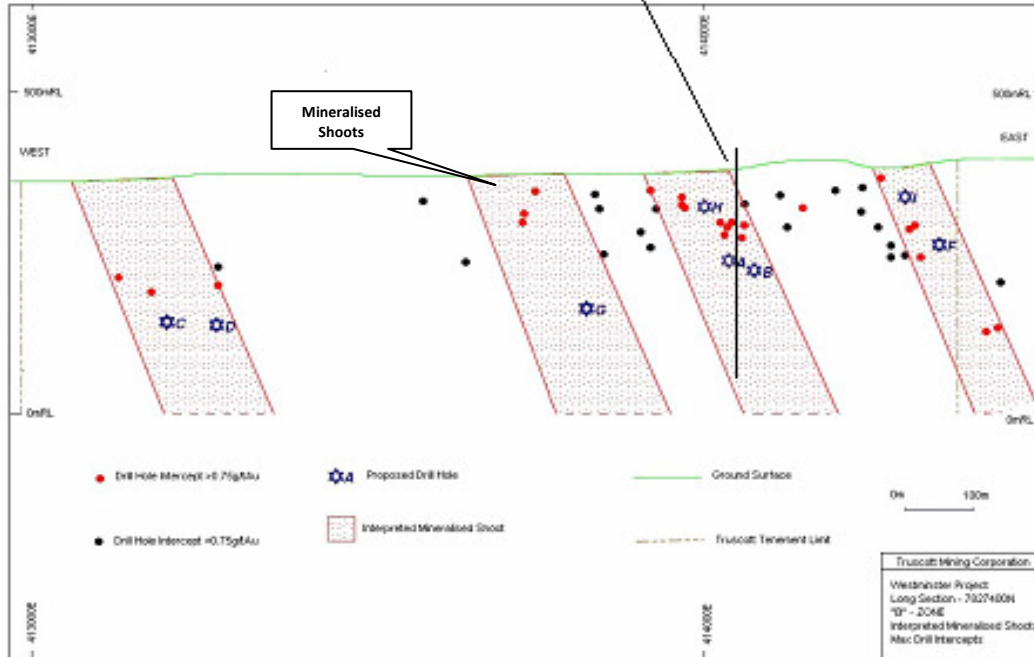 413000E
414000E
500mRL
500mRL
Mineralised
Shoots
WEST
EAST
H
I
F
A
B
G
C
D
0mRL
0mRL
Drill Hole Intercept >0.75g/tAu
A Proposed Drill Hole
Ground Surface
0m 100m
Drill Hole Intercept <0.75g/tAu
Interpreted Mineralised Shoot
Truscott Tenement Limit
Truscott Mining Corporation
Westminster Project
Long Section - 7827400N
"B" - ZONE
Interpreted Mineralised Shoots
Max Drill Intercepts
413000E
414000E